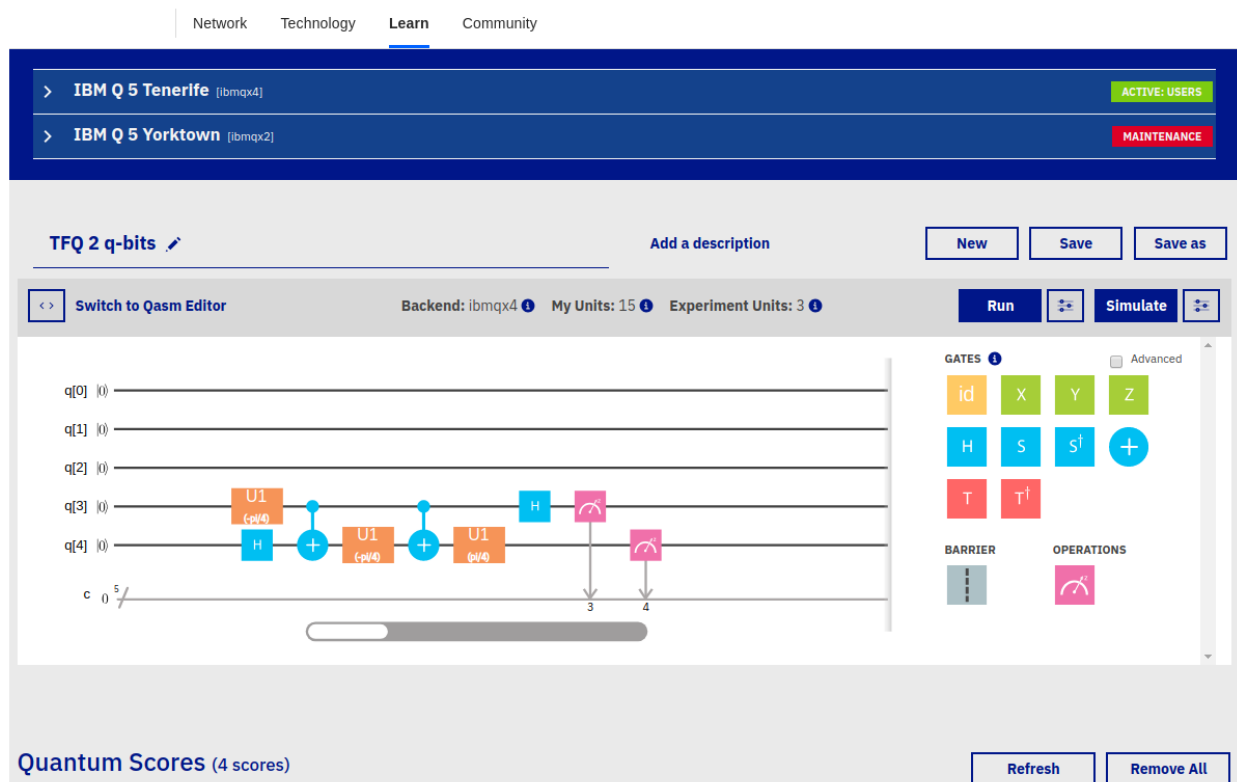 Network Technology Learn Community
IBM Q 5 Tenerife [ibmqx4] ACTIVE: USERS
IBM Q 5 Yorktown [ibmqx2] MAINTENANCE
TFQ 2 q-bits Add a description New Save Save as
Switch to Qasm Editor Backend: ibmqx4 My Units: 15 Experiment Units: 3 Run Simulate
GATES Advanced
q[0] |0⟩
id X Y Z
q[1] |0⟩
H S S† +
q[2] |0⟩
q[3] |0⟩ U1 (-pi/4) H
T T†
q[4] |0⟩ H + U1 (-pi/4) + U1 (pi/4)
BARRIER OPERATIONS
c 0 5
3 4
Quantum Scores (4 scores) Refresh Remove All